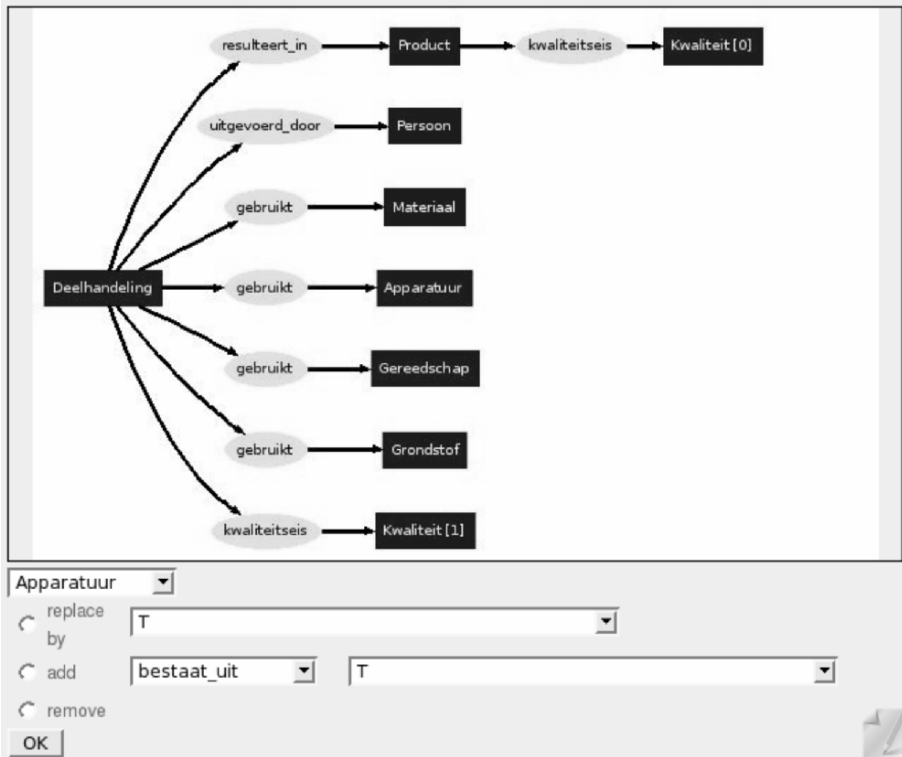 resulteert_in Product kwaliteitseis Kwaliteit[0]
uitgevoerd_door Persoon
gebruikt Materiaal
Deelhandeling gebruikt Apparatuur
gebruikt Gereedschap
gebruikt Grondstof
kwaliteitseis Kwaliteit[1]
Apparatuur
replace
by
T
add bestaat_uit T
remove
OK